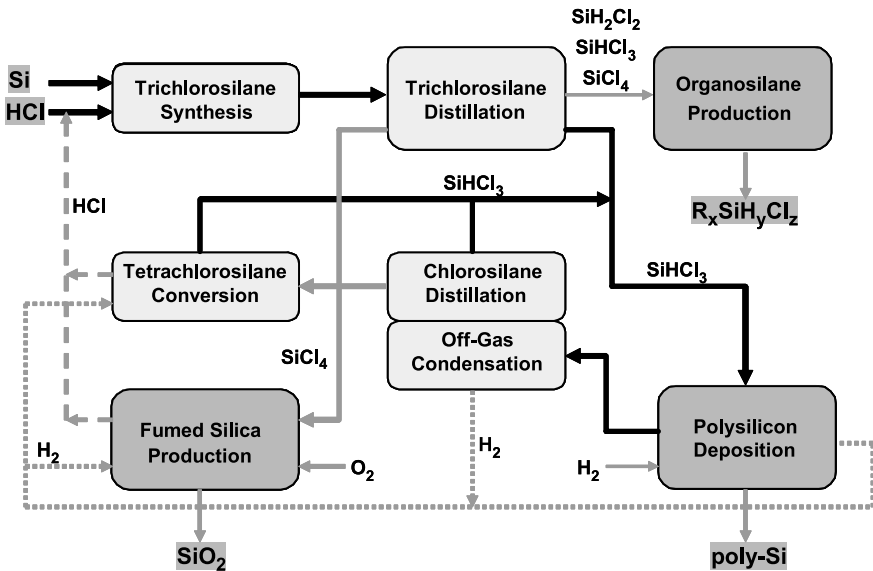 SiH₂Cl₂
SiHCl₃
SiCl₄
Si
HCl
Trichlorosilane
Synthesis
Trichlorosilane
Distillation
Organosilane
Production
RₓSiHᵧCl_z
HCl
SiHCl₃
Tetrachlorosilane
Conversion
Chlorosilane
Distillation
SiHCl₃
Off-Gas
Condensation
SiCl₄
Fumed Silica
Production
H₂
O₂
H₂
H₂
Polysilicon
Deposition
SiO₂
poly-Si